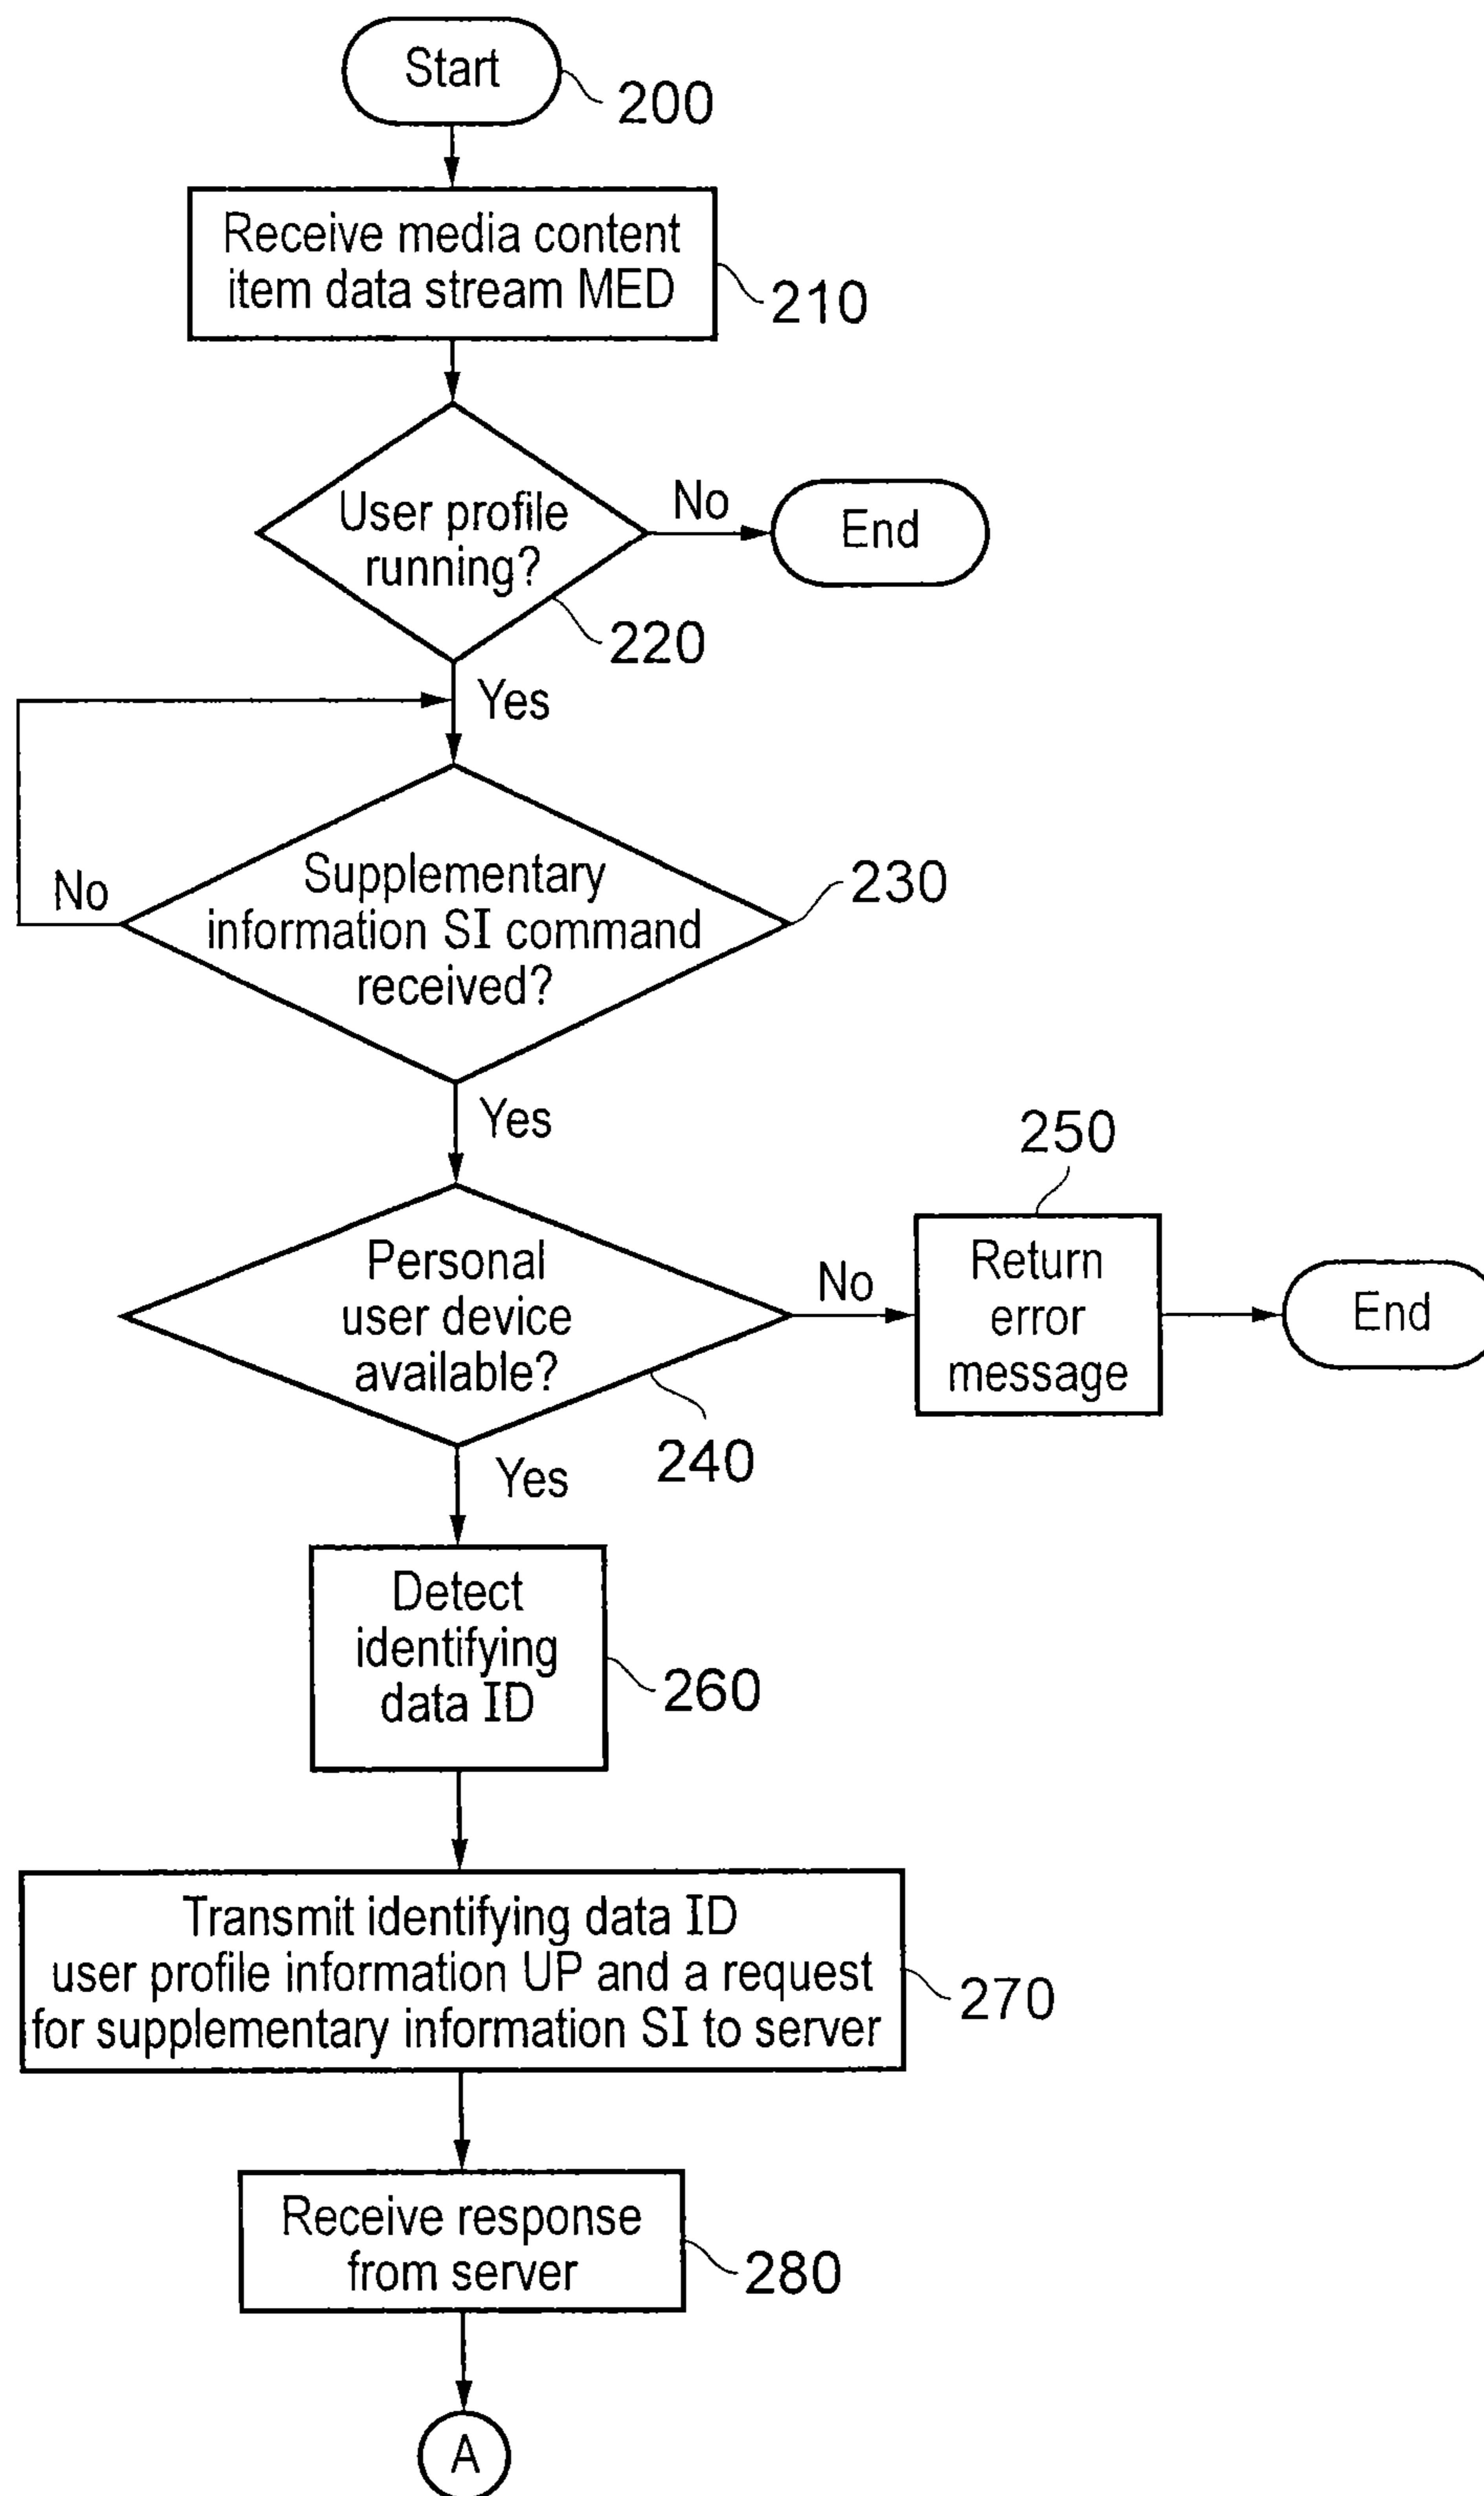 Start
200
Receive media content
item data stream MED
210
User profile
running?
No
End
220
Yes
Supplementary
information SI command
received?
No
230
Yes
Personal
user device
available?
No
250
Return
error
message
End
240
Yes
Detect
identifying
data ID
260
Transmit identifying data ID
user profile information UP and a request
for supplementary information SI to server
270
Receive response
from server
280
A